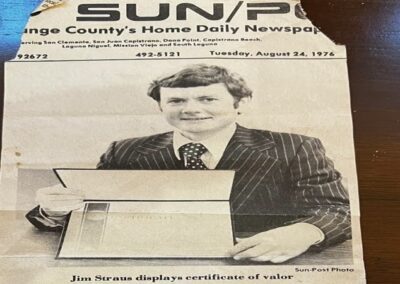 SUN/PO
ange County's Home Daily Newspap
erving San Clemente, San Juan Capistrano, Dana Point, Capistrano Beach,
Laguna Niguel, Mission Viejo and South Laguna
92672 492-5121 Tuesday, August 24, 1976
Sun-Post Photo
Jim Straus displays certificate of valor